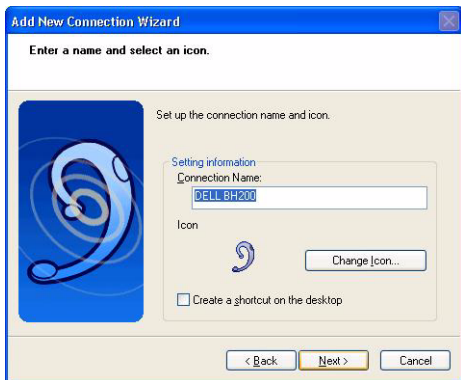 Add New Connection Wizard
Enter a name and select an icon.
Set up the connection name and icon.
Setting information
Connection Name:
DELL BH200
Icon
Change Icon...
Create a shortcut on the desktop
< Back
Next >
Cancel